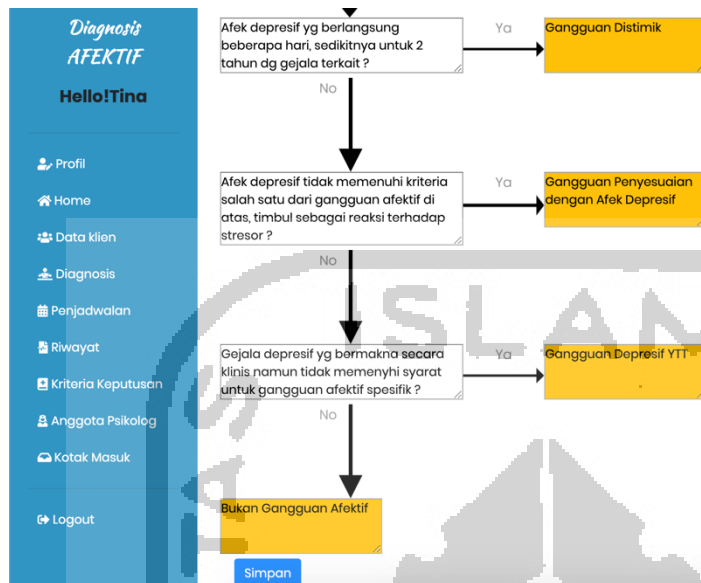 Diagnosis
AFEKTIF
Hello!Tina
Profil
Home
Data klien
Diagnosis
Penjadwalan
Riwayat
Kriteria Keputusan
Anggota Psikolog
Kotak Masuk
Logout
Afek depresif yg berlangsung
beberapa hari, sedikitnya untuk 2
tahun dg gejala terkait ?
Ya
Gangguan Distimik
No
Afek depresif tidak memenuhi kriteria
salah satu dari gangguan afektif di
atas, timbul sebagai reaksi terhadap
stresor ?
Ya
Gangguan Penyesuaian
dengan Afek Depresif
No
Gejala depresif yg bermakna secara
klinis namun tidak memenyhi syarat
untuk gangguan afektif spesifik ?
Ya
Gangguan Depresif YTT
No
Bukan Gangguan Afektif
Simpan
ISLAM